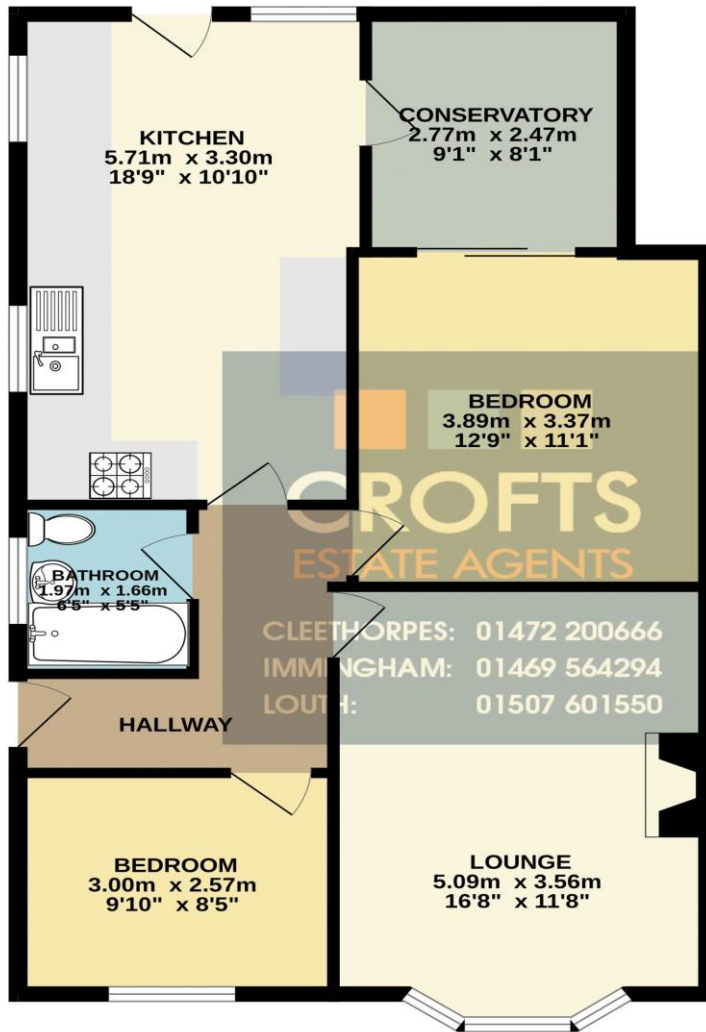 KITCHEN
5.71m x 3.30m
18'9" x 10'10"
CONSERVATORY
2.77m x 2.47m
9'1" x 8'1"
BEDROOM
3.89m x 3.37m
12'9" x 11'1"
CROFTS
ESTATE AGENTS
BATHROOM
1.97m x 1.66m
6'5" x 5'5"
CLEETHORPES: 01472 200666
IMMINGHAM: 01469 564294
LOUTH: 01507 601550
HALLWAY
BEDROOM
3.00m x 2.57m
9'10" x 8'5"
LOUNGE
5.09m x 3.56m
16'8" x 11'8"